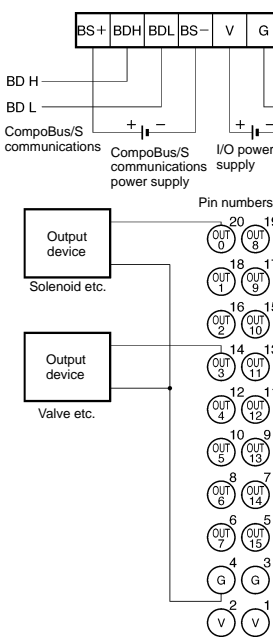 BS+ BDH BDL BS− V G
BD H
BD L
CompoBus/S
communications
+ −
CompoBus/S
communications
power supply
+ −
I/O power
supply
Pin numbers
Output
device
Solenoid etc.
Output
device
Valve etc.
20 19
OUT 0 OUT 8
18 1
OUT 1 OUT 9
16 15
OUT 2 OUT 10
14 13
OUT 3 OUT 11
12 1
OUT 4 OUT 12
10 9
OUT 5 OUT 13
8 7
OUT 6 OUT 14
6 5
OUT 7 OUT 15
4 3
G G
2 1
V V